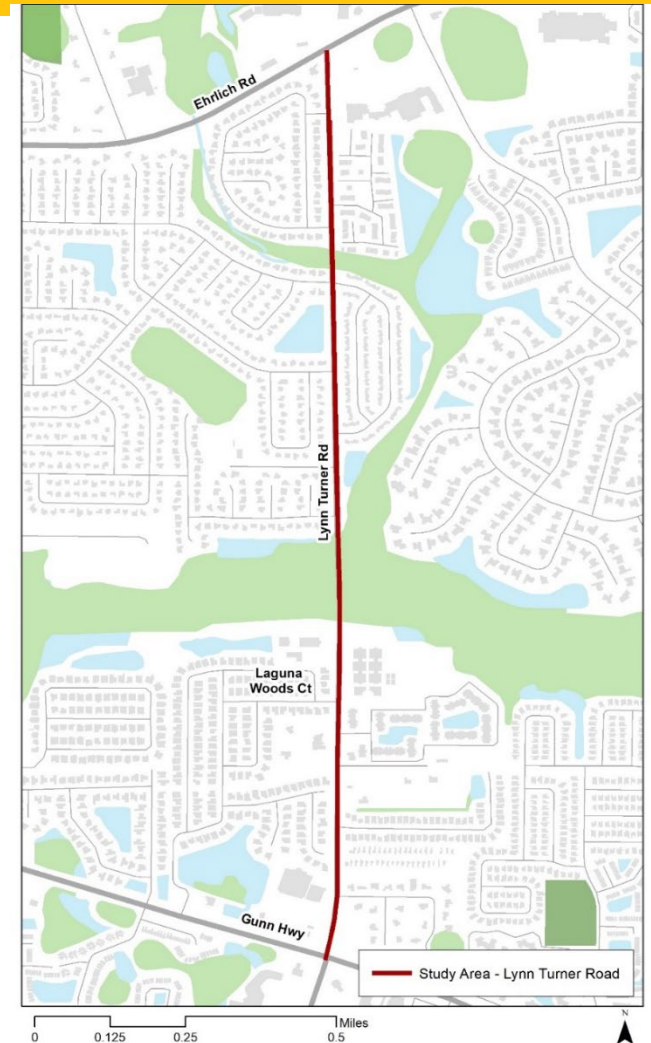 Ehrlich Rd
Lynn Turner Rd
Laguna
Woods Ct
Gunn Hwy
Study Area - Lynn Turner Road
0 0.125 0.25 0.5 Miles
N